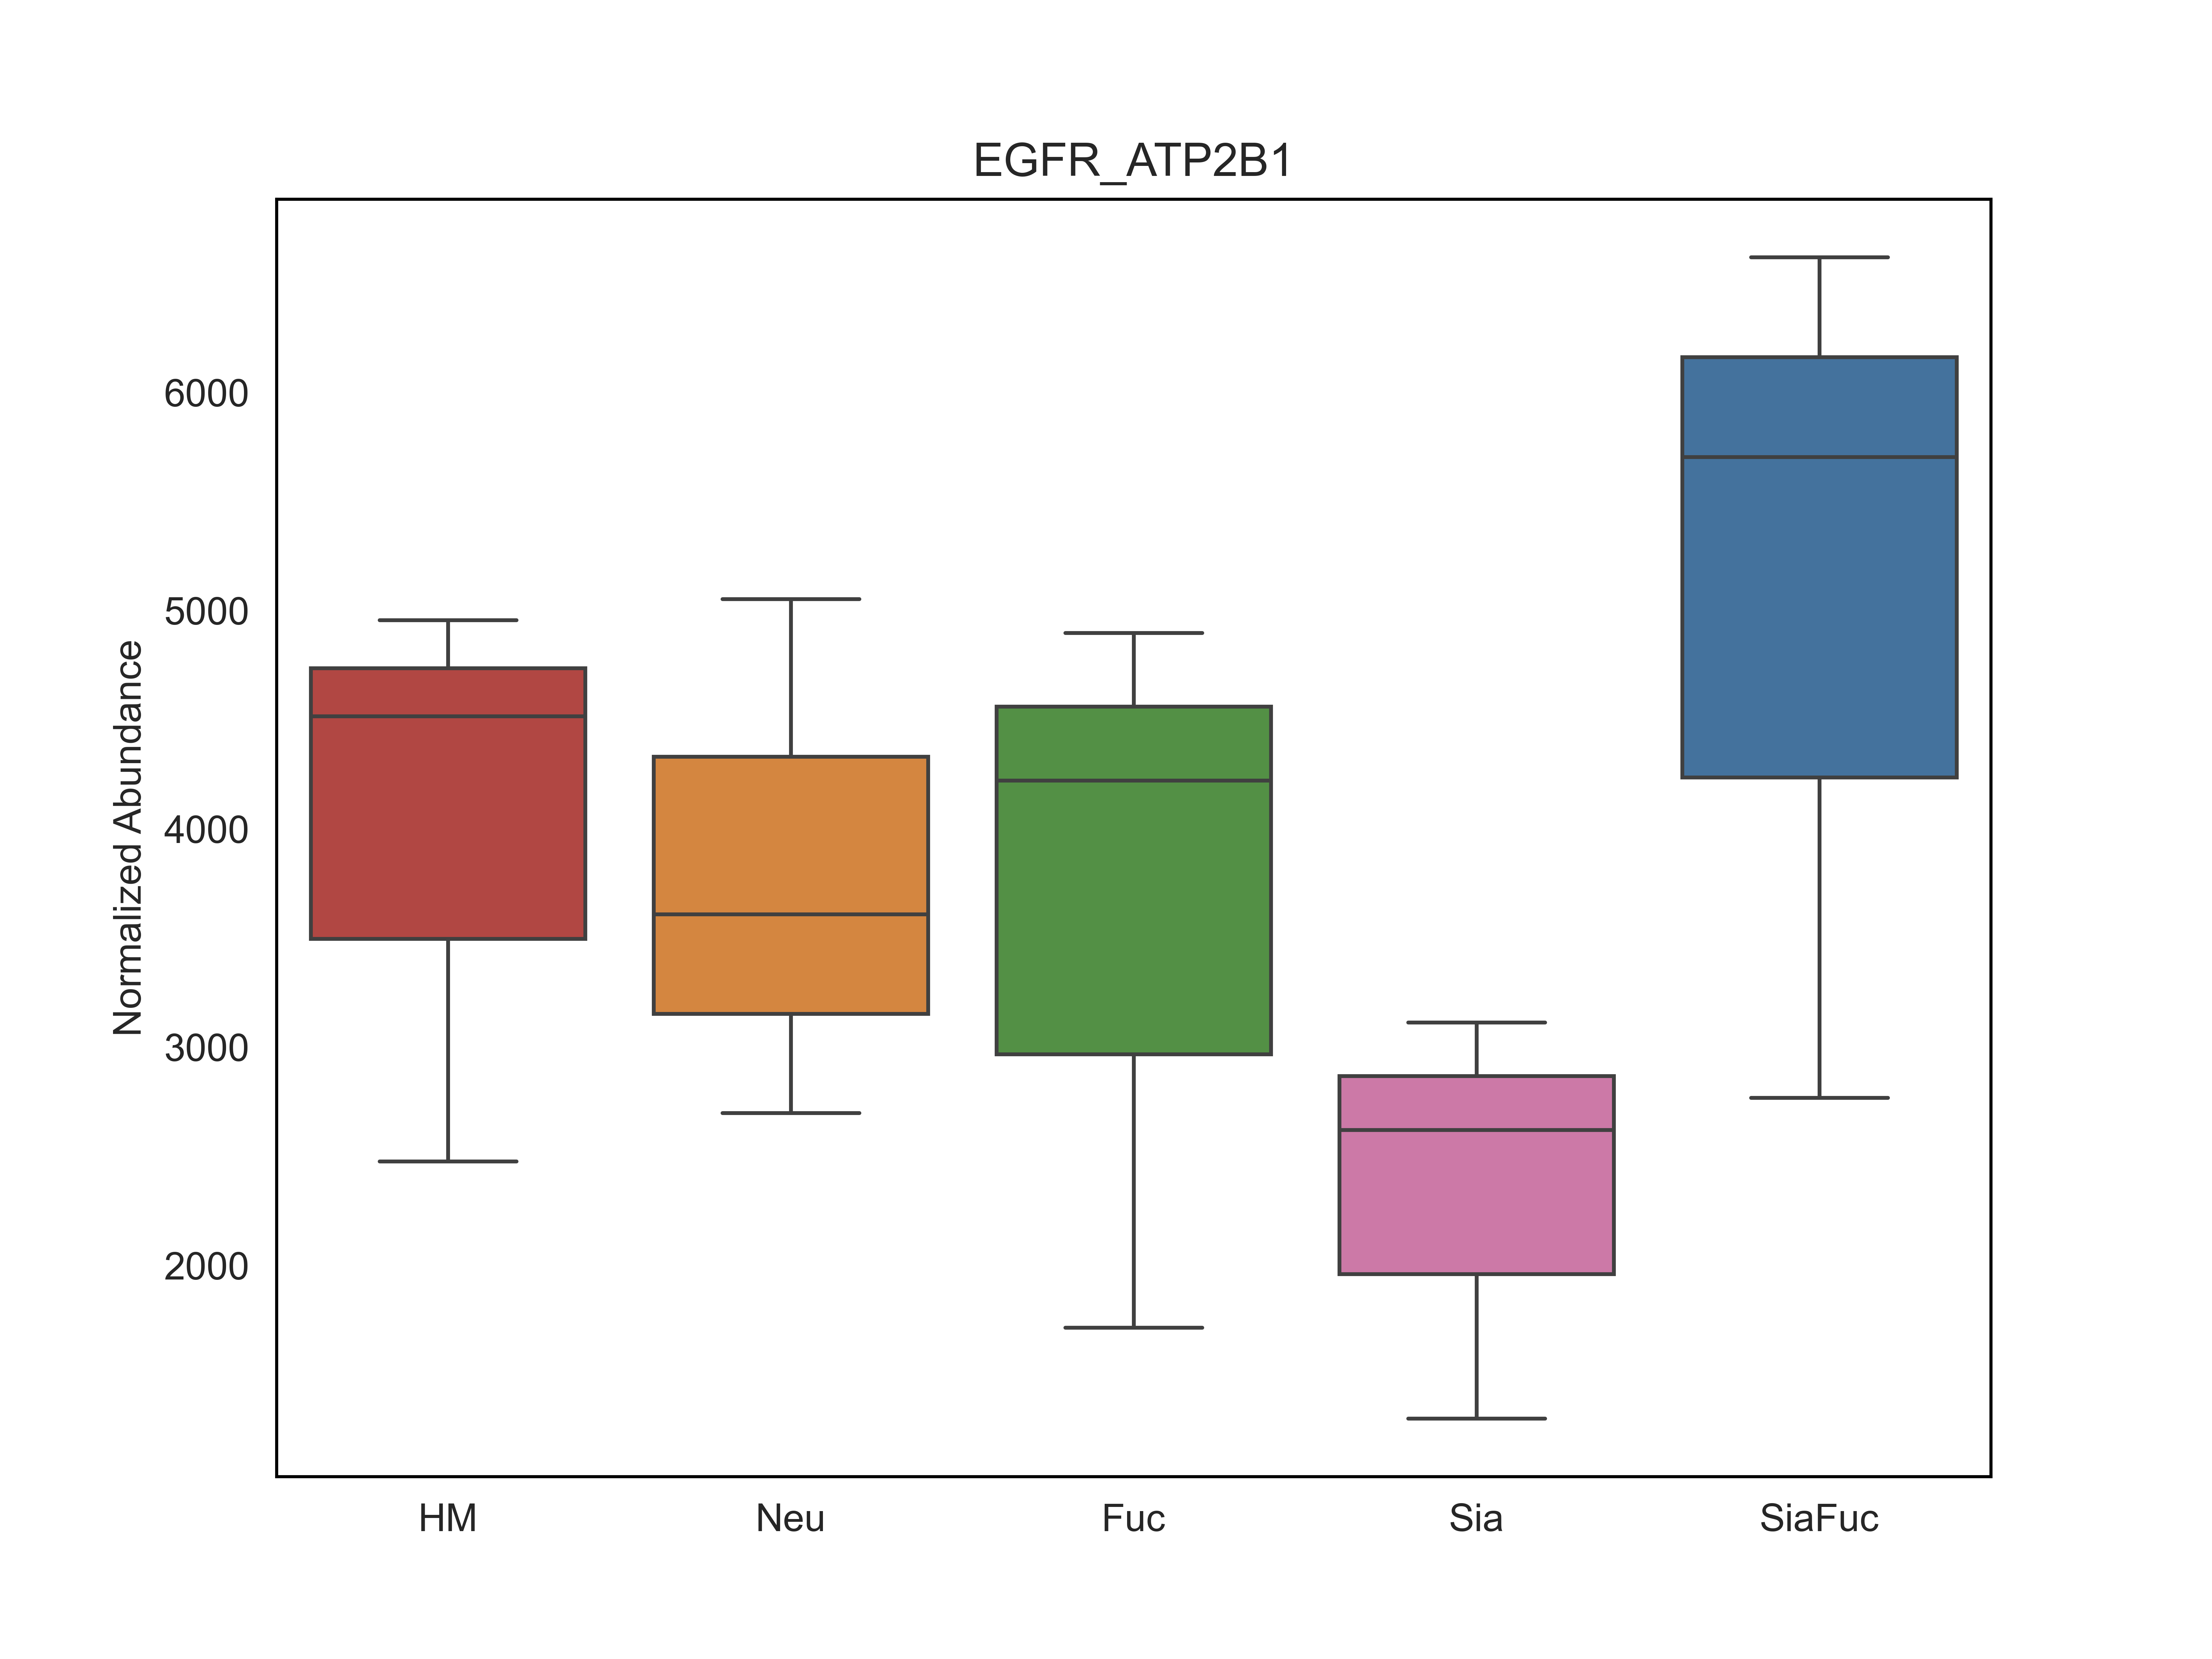 EGFR_ATP2B1
Normalized Abundance
6000
5000
4000
3000
2000
HM
Neu
Fuc
Sia
SiaFuc